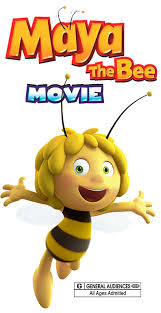 Maya
The Bee
MOVIE
G GENERAL AUDIENCES
All Ages Admitted